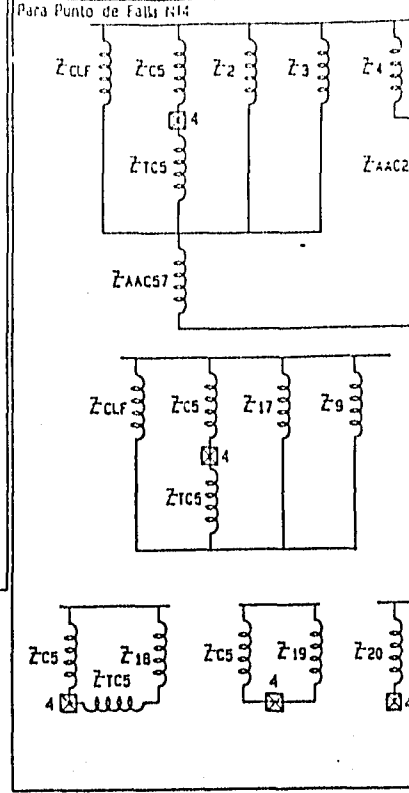 Para Punto de Falla N14
Z-CLF Z-C5 Z-2 Z-3 Z-4
4
Z-TC5 Z-AAC2
Z-AAC57
Z-CLF Z-C5 Z-17 Z-9
4
Z-TC5
Z-C5 Z-18 Z-C5 Z-19 Z-20
Z-TC5 4
4 4